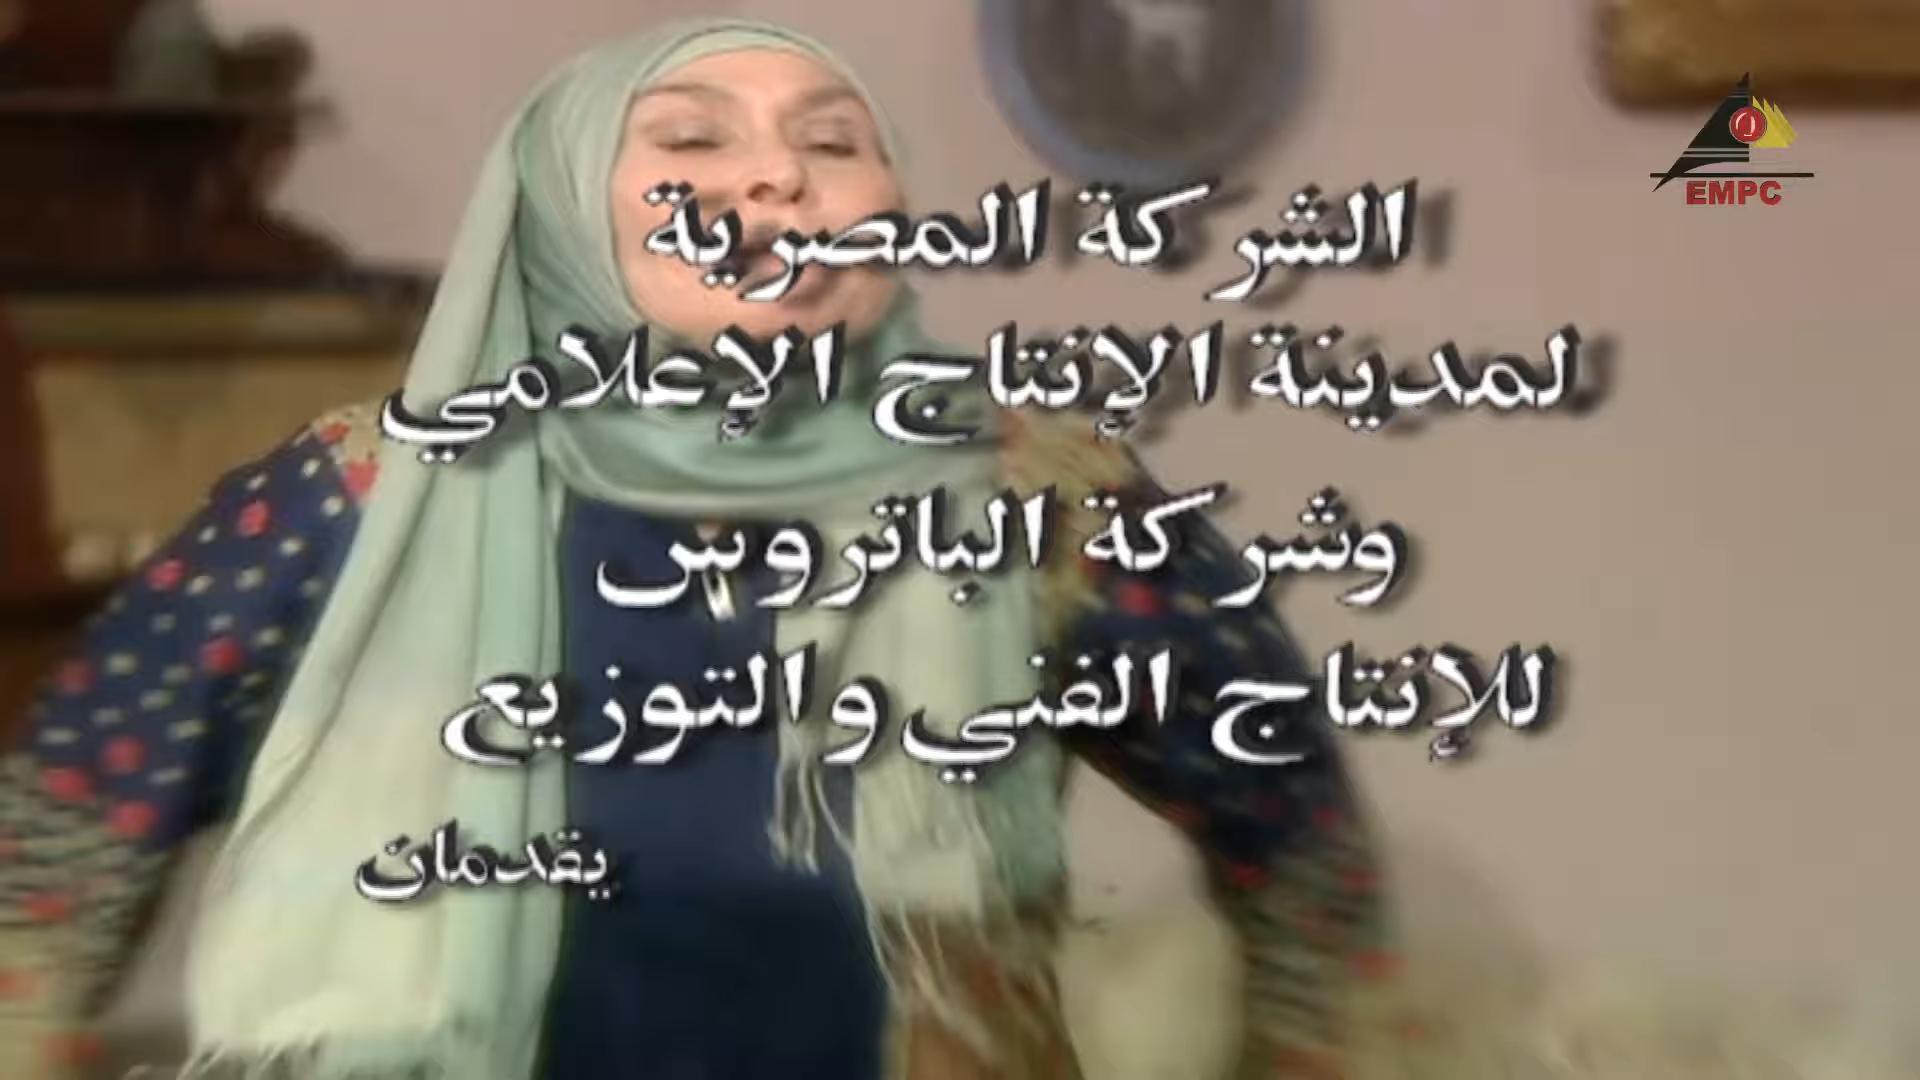 EMPC
الشركة المصرية
لمدينة الإنتاج الإعلامي
وشركة الباتروس
للإنتاج الفني والتوزيع
يقدمان